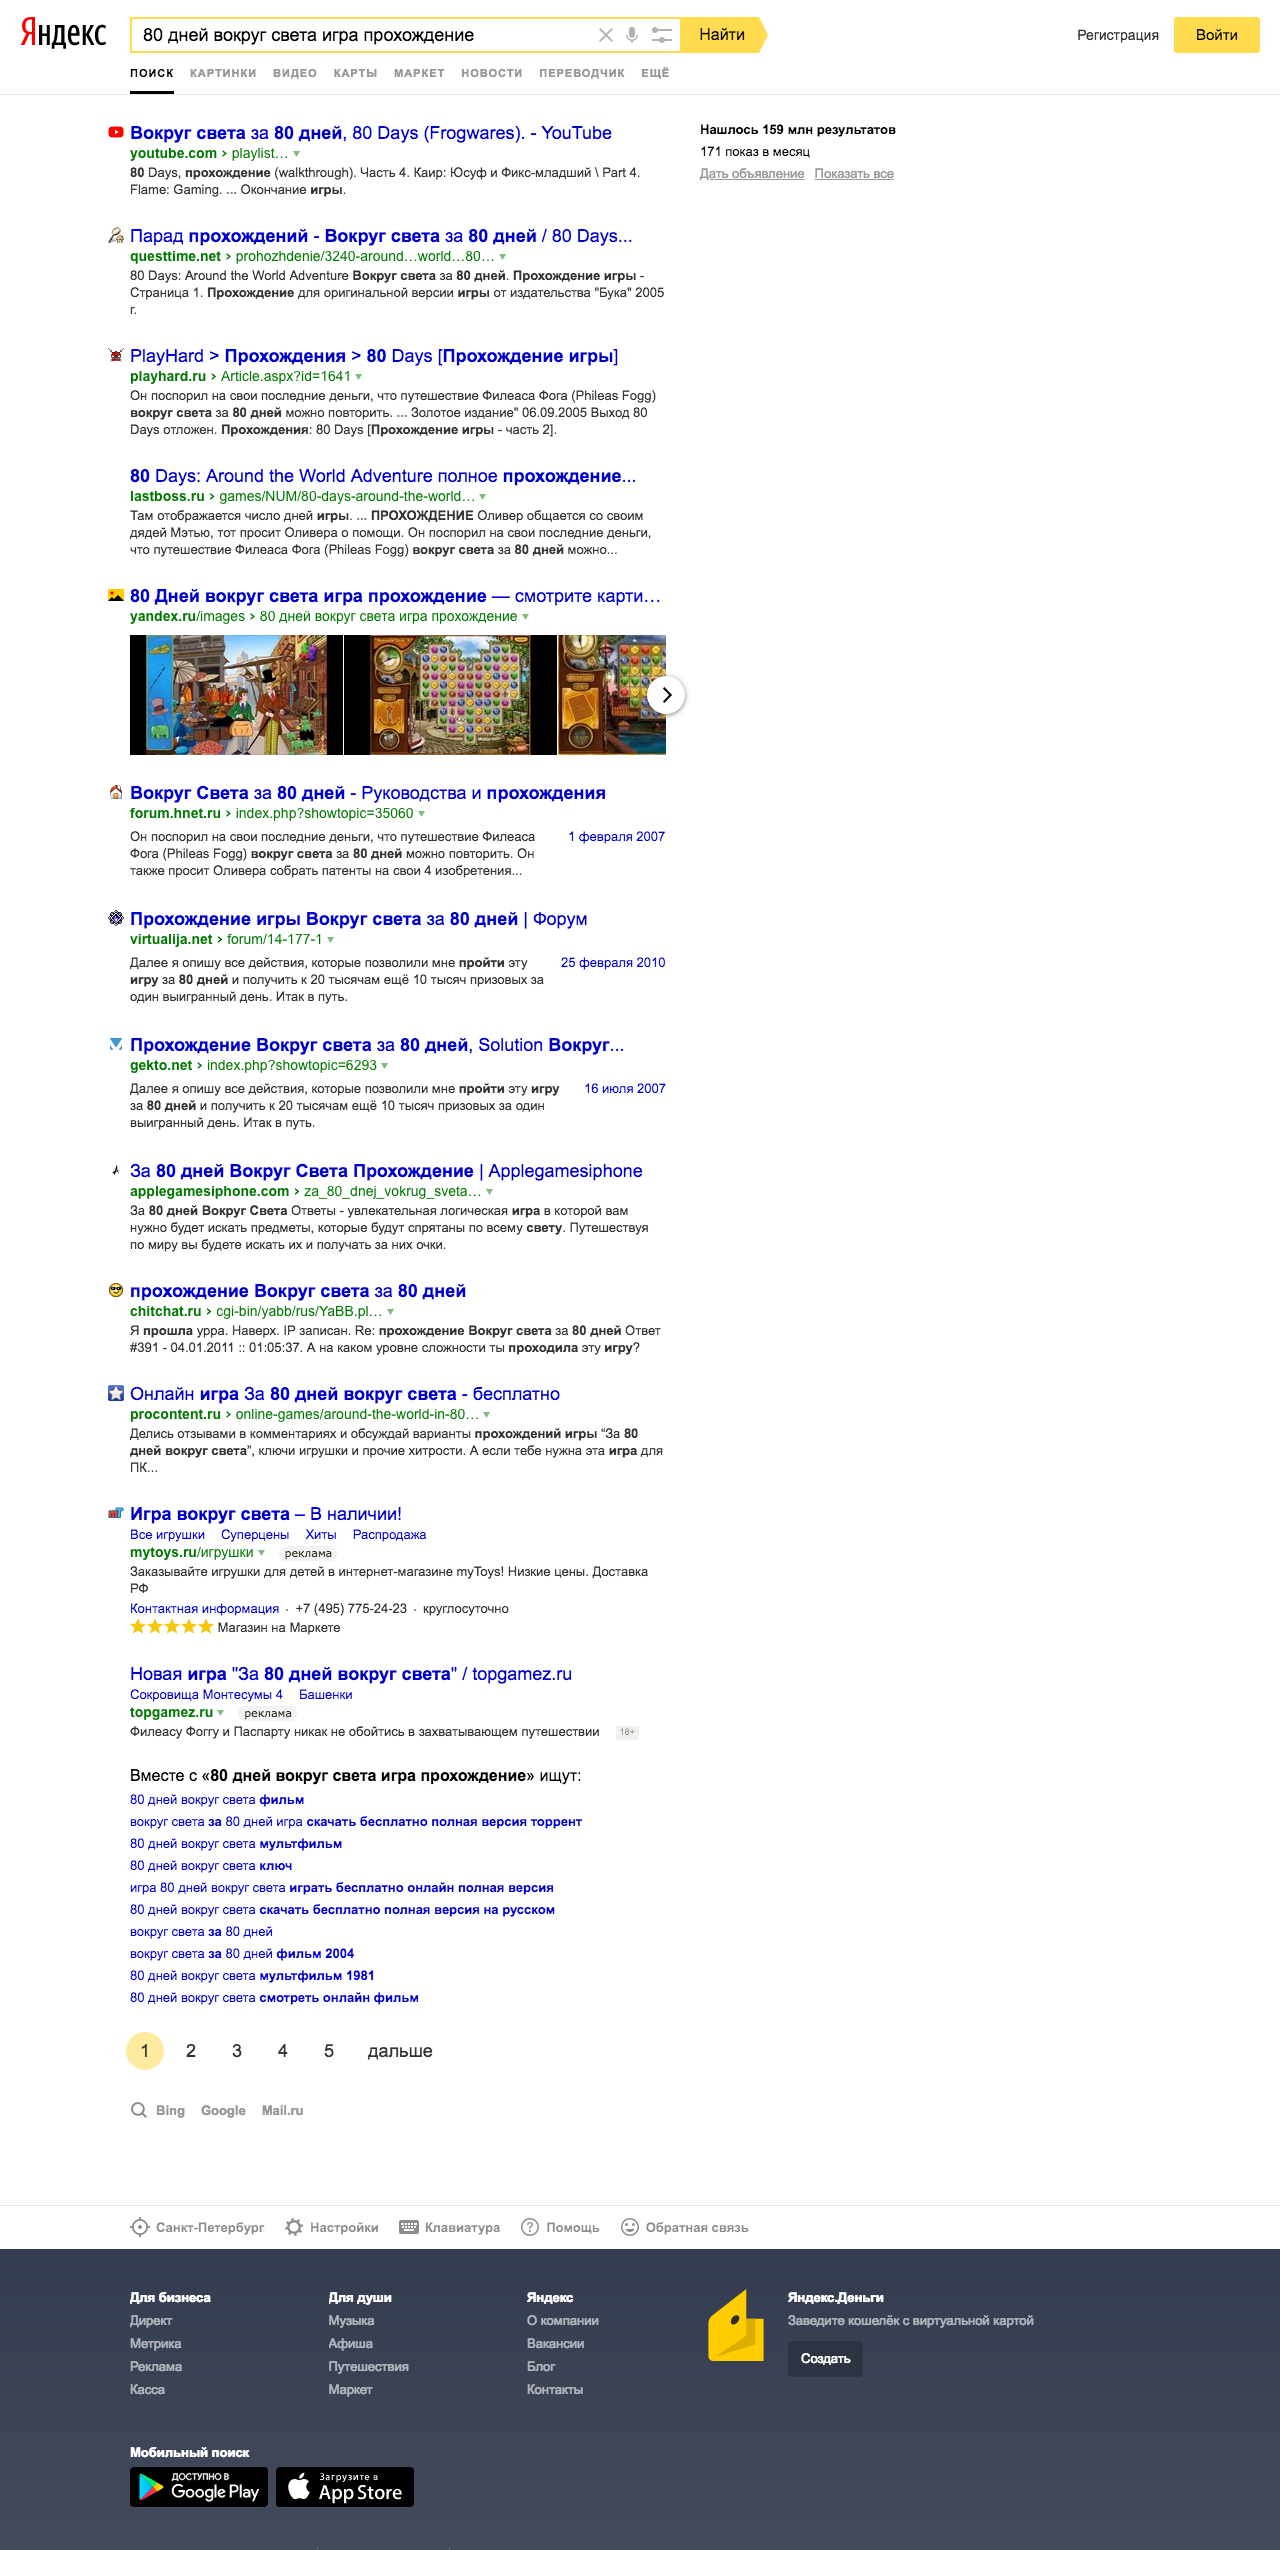 Яндекс
80 дней вокруг света игра прохождение
Найти
Регистрация
Войти
ПОИСК КАРТИНКИ ВИДЕО КАРТЫ МАРКЕТ НОВОСТИ ПЕРЕВОДЧИК ЕЩЁ
Вокруг света за 80 дней, 80 Days (Frogwares). - YouTube
youtube.com › playlist…
80 Days, прохождение (walkthrough). Часть 4. Каир: Юсуф и Фикс-младший \ Part 4.
Flame: Gaming. ... Окончание игры.
Нашлось 159 млн результатов
171 показ в месяц
Дать объявление Показать все
Парад прохождений - Вокруг света за 80 дней / 80 Days...
questtime.net › prohozhdenie/3240-around…world…80…
80 Days: Around the World Adventure Вокруг света за 80 дней. Прохождение игры -
Страница 1. Прохождение для оригинальной версии игры от издательства "Бука" 2005
г.
PlayHard > Прохождения > 80 Days [Прохождение игры]
playhard.ru › Article.aspx?id=1641
Он поспорил на свои последние деньги, что путешествие Филеаса Фога (Phileas Fogg)
вокруг света за 80 дней можно повторить. ... Золотое издание" 06.09.2005 Выход 80
Days отложен. Прохождения: 80 Days [Прохождение игры - часть 2].
80 Days: Around the World Adventure полное прохождение...
lastboss.ru › games/NUM/80-days-around-the-world…
Там отображается число дней игры. ... ПРОХОЖДЕНИЕ Оливер общается со своим
дядей Мэтью, тот просит Оливера о помощи. Он поспорил на свои последние деньги,
что путешествие Филеаса Фога (Phileas Fogg) вокруг света за 80 дней можно...
80 Дней вокруг света игра прохождение — смотрите карти…
yandex.ru/images › 80 дней вокруг света игра прохождение
Вокруг Света за 80 дней - Руководства и прохождения
forum.hnet.ru › index.php?showtopic=35060
Он поспорил на свои последние деньги, что путешествие Филеаса
Фога (Phileas Fogg) вокруг света за 80 дней можно повторить. Он
также просит Оливера собрать патенты на свои 4 изобретения...
1 февраля 2007
Прохождение игры Вокруг света за 80 дней | Форум
virtualija.net › forum/14-177-1
Далее я опишу все действия, которые позволили мне пройти эту
игру за 80 дней и получить к 20 тысячам ещё 10 тысяч призовых за
один выигранный день. Итак в путь.
25 февраля 2010
Прохождение Вокруг света за 80 дней, Solution Вокруг...
gekto.net › index.php?showtopic=6293
Далее я опишу все действия, которые позволили мне пройти эту игру
за 80 дней и получить к 20 тысячам ещё 10 тысяч призовых за один
выигранный день. Итак в путь.
16 июля 2007
За 80 дней Вокруг Света Прохождение | Applegamesiphone
applegamesiphone.com › za_80_dnej_vokrug_sveta…
За 80 дней Вокруг Света Ответы - увлекательная логическая игра в которой вам
нужно будет искать предметы, которые будут спрятаны по всему свету. Путешествуя
по миру вы будете искать их и получать за них очки.
прохождение Вокруг света за 80 дней
chitchat.ru › cgi-bin/yabb/rus/YaBB.pl…
Я прошла урра. Наверх. IP записан. Re: прохождение Вокруг света за 80 дней Ответ
#391 - 04.01.2011 :: 01:05:37. А на каком уровне сложности ты проходила эту игру?
Онлайн игра За 80 дней вокруг света - бесплатно
procontent.ru › online-games/around-the-world-in-80…
Делись отзывами в комментариях и обсуждай варианты прохождений игры “За 80
дней вокруг света”, ключи игрушки и прочие хитрости. А если тебе нужна эта игра для
ПК...
Игра вокруг света – В наличии!
Все игрушки Суперцены Хиты Распродажа
mytoys.ru/игрушки реклама
Заказывайте игрушки для детей в интернет-магазине myToys! Низкие цены. Доставка
РФ
Контактная информация · +7 (495) 775-24-23 · круглосуточно
Магазин на Маркете
Новая игра "За 80 дней вокруг света" / topgamez.ru
Сокровища Монтесумы 4 Башенки
topgamez.ru реклама
Филеасу Фоггу и Паспарту никак не обойтись в захватывающем путешествии 18+
Вместе с «80 дней вокруг света игра прохождение» ищут:
80 дней вокруг света фильм
вокруг света за 80 дней игра скачать бесплатно полная версия торрент
80 дней вокруг света мультфильм
80 дней вокруг света ключ
игра 80 дней вокруг света играть бесплатно онлайн полная версия
80 дней вокруг света скачать бесплатно полная версия на русском
вокруг света за 80 дней
вокруг света за 80 дней фильм 2004
80 дней вокруг света мультфильм 1981
80 дней вокруг света смотреть онлайн фильм
1 2 3 4 5 дальше
Bing Google Mail.ru
Санкт-Петербург Настройки Клавиатура Помощь Обратная связь
Для бизнеса
Директ
Метрика
Реклама
Касса
Для души
Музыка
Афиша
Путешествия
Маркет
Яндекс
О компании
Вакансии
Блог
Контакты
Яндекс.Деньги
Заведите кошелёк с виртуальной картой
Создать
Мобильный поиск
ДОСТУПНО В
Google Play
Загрузите в
App Store